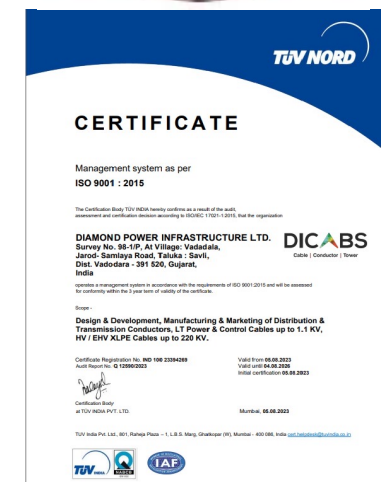 TÜV NORD
CERTIFICATE
Management system as per
ISO 9001 : 2015
The Certification Body TÜV INDIA hereby confirms as a result of the audit,
assessment and certification decision according to ISO/IEC 17021-1:2015, that the organization
DIAMOND POWER INFRASTRUCTURE LTD.
Survey No. 98-1/P, At Village: Vadadala,
Jarod- Samlaya Road, Taluka : Savli,
Dist. Vadodara - 391 520, Gujarat,
India
DICABS
Cable | Conductor | Tower
operates a management system in accordance with the requirements of ISO 9001:2015 and will be assessed
for conformity within the 3 year term of validity of the certificate.
Scope -
Design & Development, Manufacturing & Marketing of Distribution &
Transmission Conductors, LT Power & Control Cables up to 1.1 KV,
HV / EHV XLPE Cables up to 220 KV.
Certificate Registration No. IND 100 23394269
Audit Report No. Q 12590/2023
Valid from 05.08.2023
Valid until 04.08.2026
Initial certification 05.08.2023
Certification Body
at TÜV INDIA PVT. LTD.
Mumbai, 05.08.2023
TUV India Pvt. Ltd., 801, Raheja Plaza – 1, L.B.S. Marg, Ghatkopar (W), Mumbai - 400 086, India cert.helpdesk@tuvindia.co.in
TÜV INDIA
NABCB
IAF